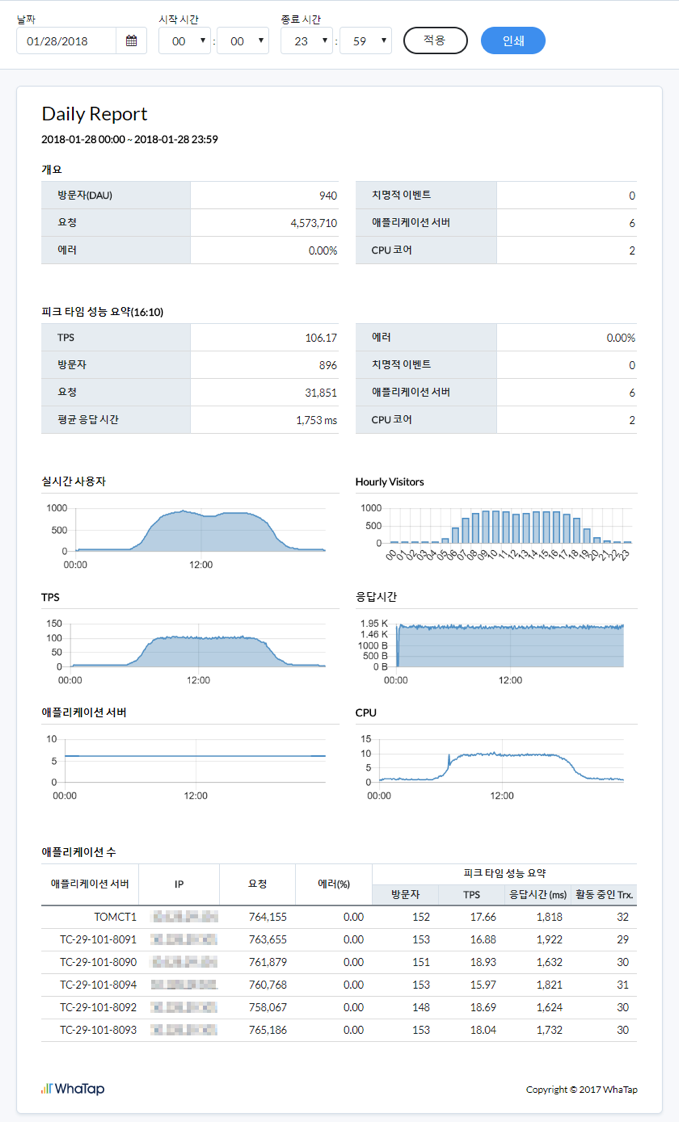 날짜 시작 시간 종료 시간
01/28/2018 00 : 00 23 : 59 적용 인쇄
Daily Report
2018-01-28 00:00 ~ 2018-01-28 23:59
개요
방문자(DAU) 940 치명적 이벤트 0
요청 4,573,710 애플리케이션 서버 6
에러 0.00% CPU 코어 2
피크 타임 성능 요약(16:10)
TPS 106.17 에러 0.00%
방문자 896 치명적 이벤트 0
요청 31,851 애플리케이션 서버 6
평균 응답 시간 1,753 ms CPU 코어 2
실시간 사용자 Hourly Visitors
1000 1000
500 500
0 0
00:00 12:00 00 01 02 03 04 05 06 07 08 09 10 11 12 13 14 15 16 17 18 19 20 21 22 23
TPS 응답시간
150 1.95 K
100 1.46 K
1000 B
50 500 B
0 0 B
00:00 12:00 00:00 12:00
애플리케이션 서버 CPU
10 15
10
5 5
0 0
00:00 12:00 00:00 12:00
애플리케이션 수
애플리케이션 서버 IP 요청 에러(%) 피크 타임 성능 요약
방문자 TPS 응답시간 (ms) 활동 중인 Trx.
TOMCT1 764,155 0.00 152 17.66 1,818 32
TC-29-101-8091 763,655 0.00 153 16.88 1,922 29
TC-29-101-8090 761,879 0.00 151 18.93 1,632 30
TC-29-101-8094 760,768 0.00 153 15.97 1,821 31
TC-29-101-8092 758,067 0.00 148 18.69 1,624 30
TC-29-101-8093 765,186 0.00 153 18.04 1,732 30
WhaTap Copyright © 2017 WhaTap